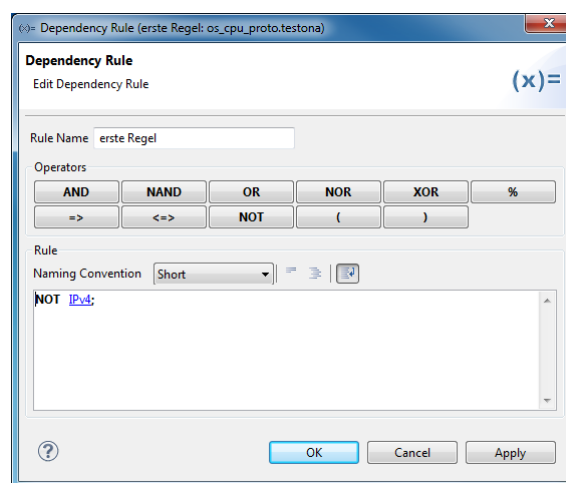 (x)= Dependency Rule (erste Regel: os_cpu_proto.testona)
x
Dependency Rule
Edit Dependency Rule
(x)=
Rule Name erste Regel
Operators
AND NAND OR NOR XOR %
=> <=> NOT ( )
Rule
Naming Convention Short
NOT IPv4;
?
OK Cancel Apply